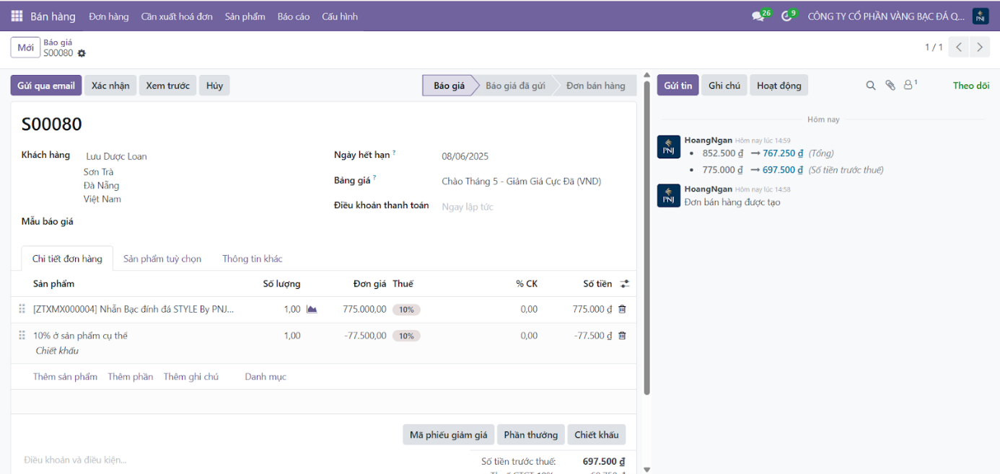 Bán hàng Đơn hàng Cần xuất hoá đơn Sản phẩm Báo cáo Cấu hình 26 9 CÔNG TY CỔ PHẦN VÀNG BẠC ĐÁ Q... PNJ
Mới Báo giá
S00080
1 / 1
Gửi qua email Xác nhận Xem trước Hủy Báo giá Báo giá đã gửi Đơn bán hàng
S00080
Khách hàng Lưu Dược Loan
Sơn Trà
Đà Nẵng
Việt Nam
Mẫu báo giá
Ngày hết hạn ? 08/06/2025
Bảng giá ? Chào Tháng 5 - Giảm Giá Cực Đã (VND)
Điều khoản thanh toán Ngay lập tức
Chi tiết đơn hàng Sản phẩm tuỳ chọn Thông tin khác
Sản phẩm Số lượng Đơn giá Thuế % CK Số tiền
[ZTXMX000004] Nhẫn Bạc đính đá STYLE By PNJ... 1,00 775.000,00 10% 0,00 775.000 ₫
10% ở sản phẩm cụ thể 1,00 -77.500,00 10% 0,00 -77.500 ₫
Chiết khấu
Thêm sản phẩm Thêm phần Thêm ghi chú Danh mục
Mã phiếu giảm giá Phần thưởng Chiết khấu
Điều khoản và điều kiện...
Số tiền trước thuế: 697.500 ₫
Gửi tin Ghi chú Hoạt động 1 Theo dõi
Hôm nay
PNJ
HoangNgan Hôm nay lúc 14:59
852.500 ₫ → 767.250 ₫ (Tổng)
775.000 ₫ → 697.500 ₫ (Số tiền trước thuế)
PNJ
HoangNgan Hôm nay lúc 14:58
Đơn bán hàng được tạo